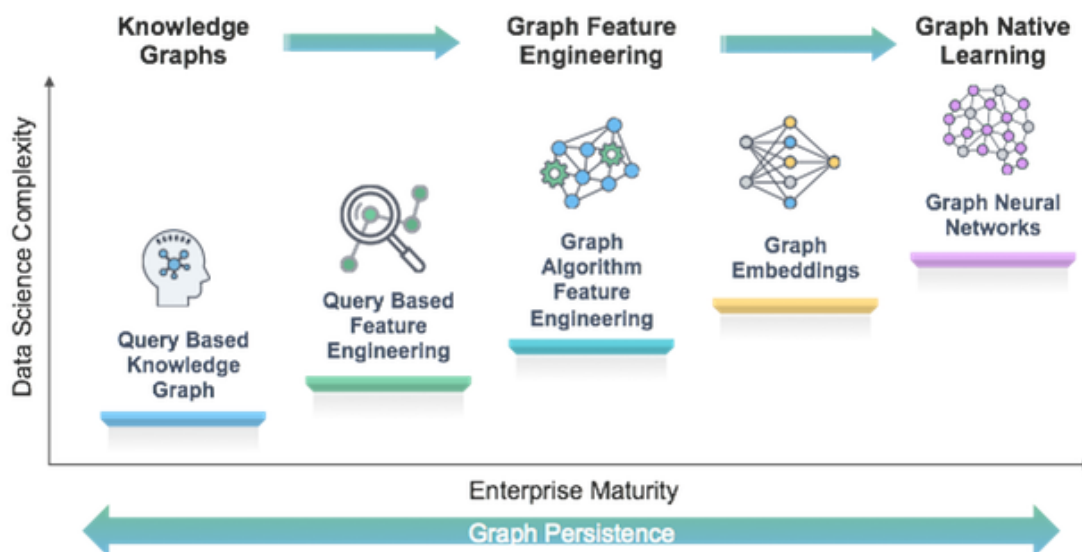 Knowledge
Graphs
Graph Feature
Engineering
Graph Native
Learning
Data Science Complexity
Query Based
Knowledge
Graph
Query Based
Feature
Engineering
Graph
Algorithm
Feature
Engineering
Graph
Embeddings
Graph Neural
Networks
Enterprise Maturity
Graph Persistence